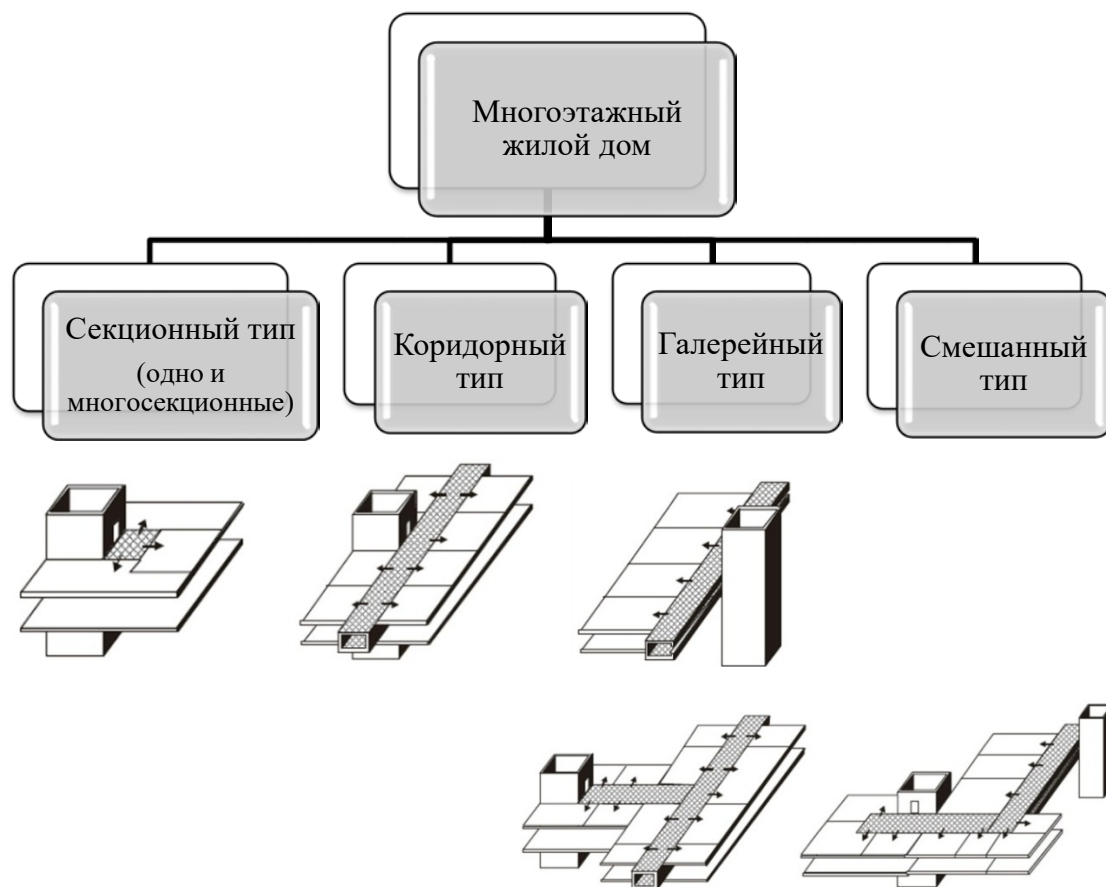 Многоэтажный
жилой дом
Секционный тип
(одно и
многосекционные)
Коридорный
тип
Галерейный
тип
Смешанный
тип